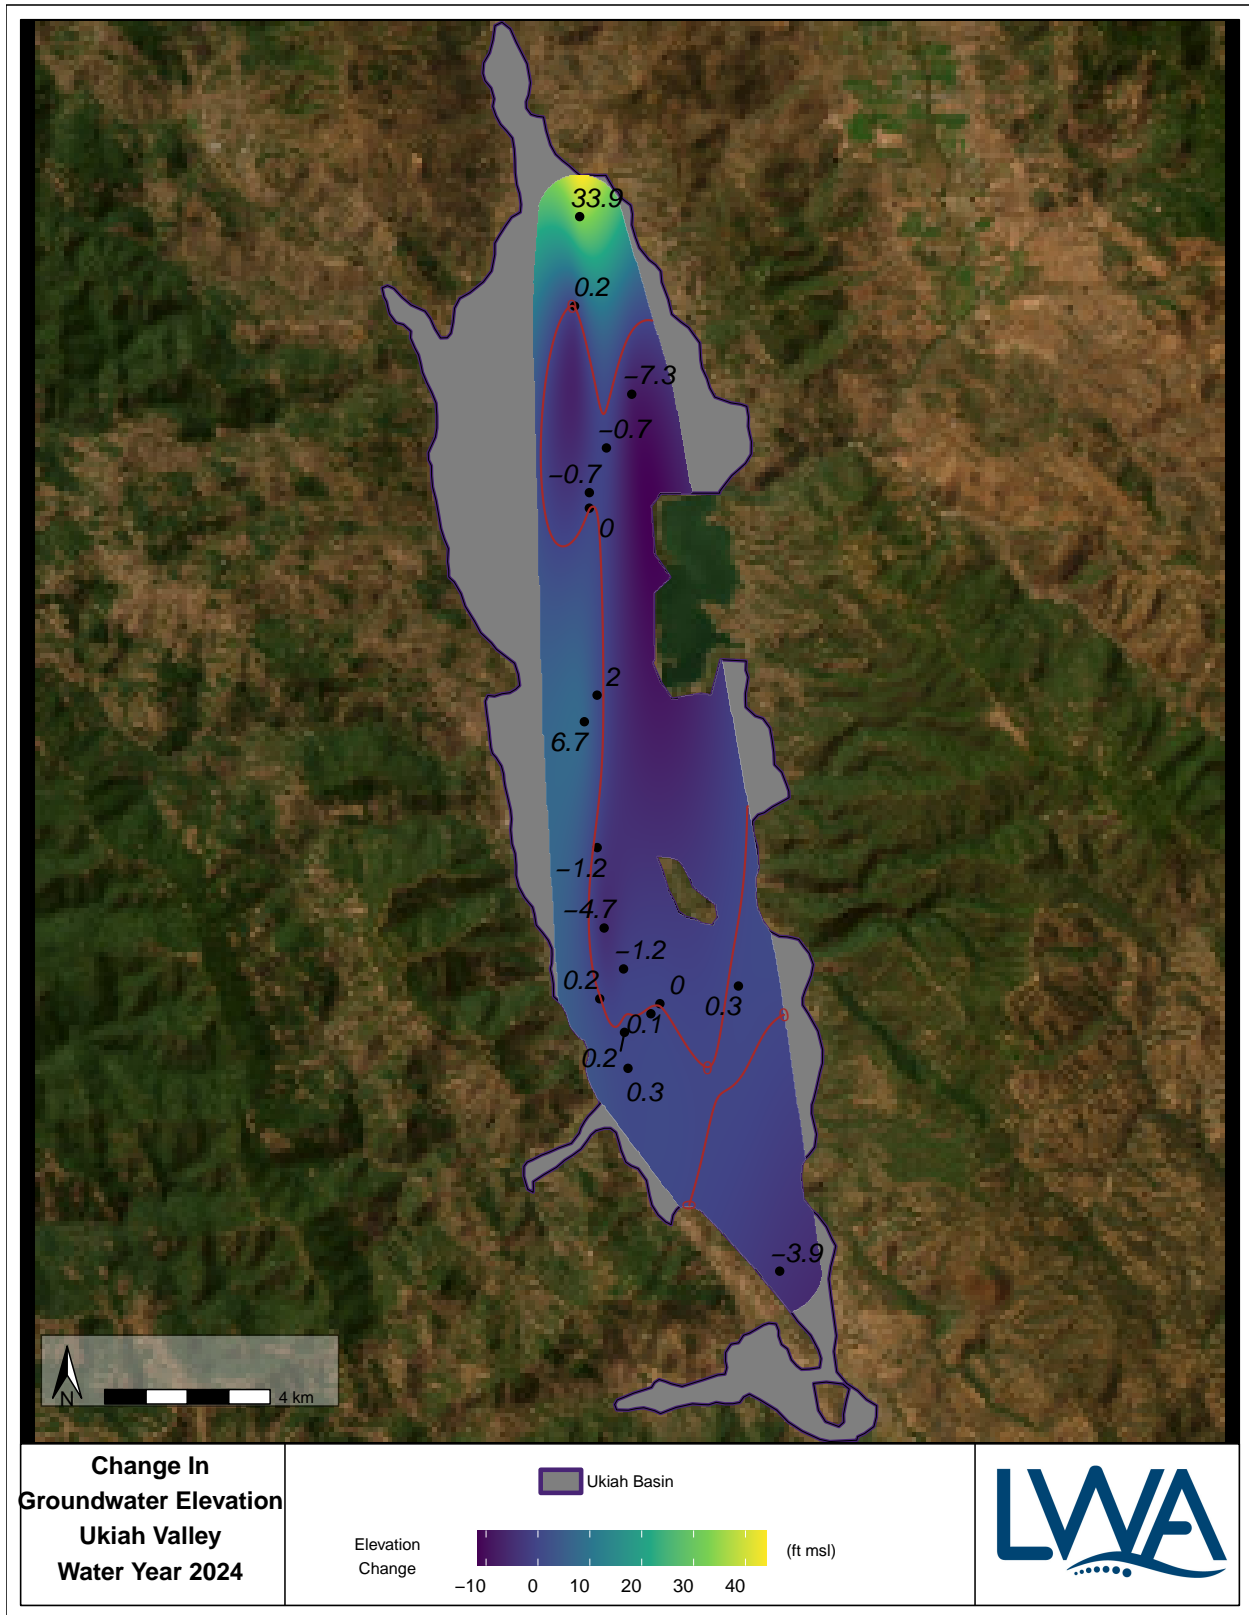 33.9
0.2
−7.3
−0.7
−0.7
0
2
6.7
−1.2
−4.7
−1.2
0.2
0
0.3
0.1
0.2
0.3
−3.9
N
4 km
Change In
Groundwater Elevation
Ukiah Valley
Water Year 2024
Ukiah Basin
Elevation
Change
(ft msl)
−10 0 10 20 30 40
LWA